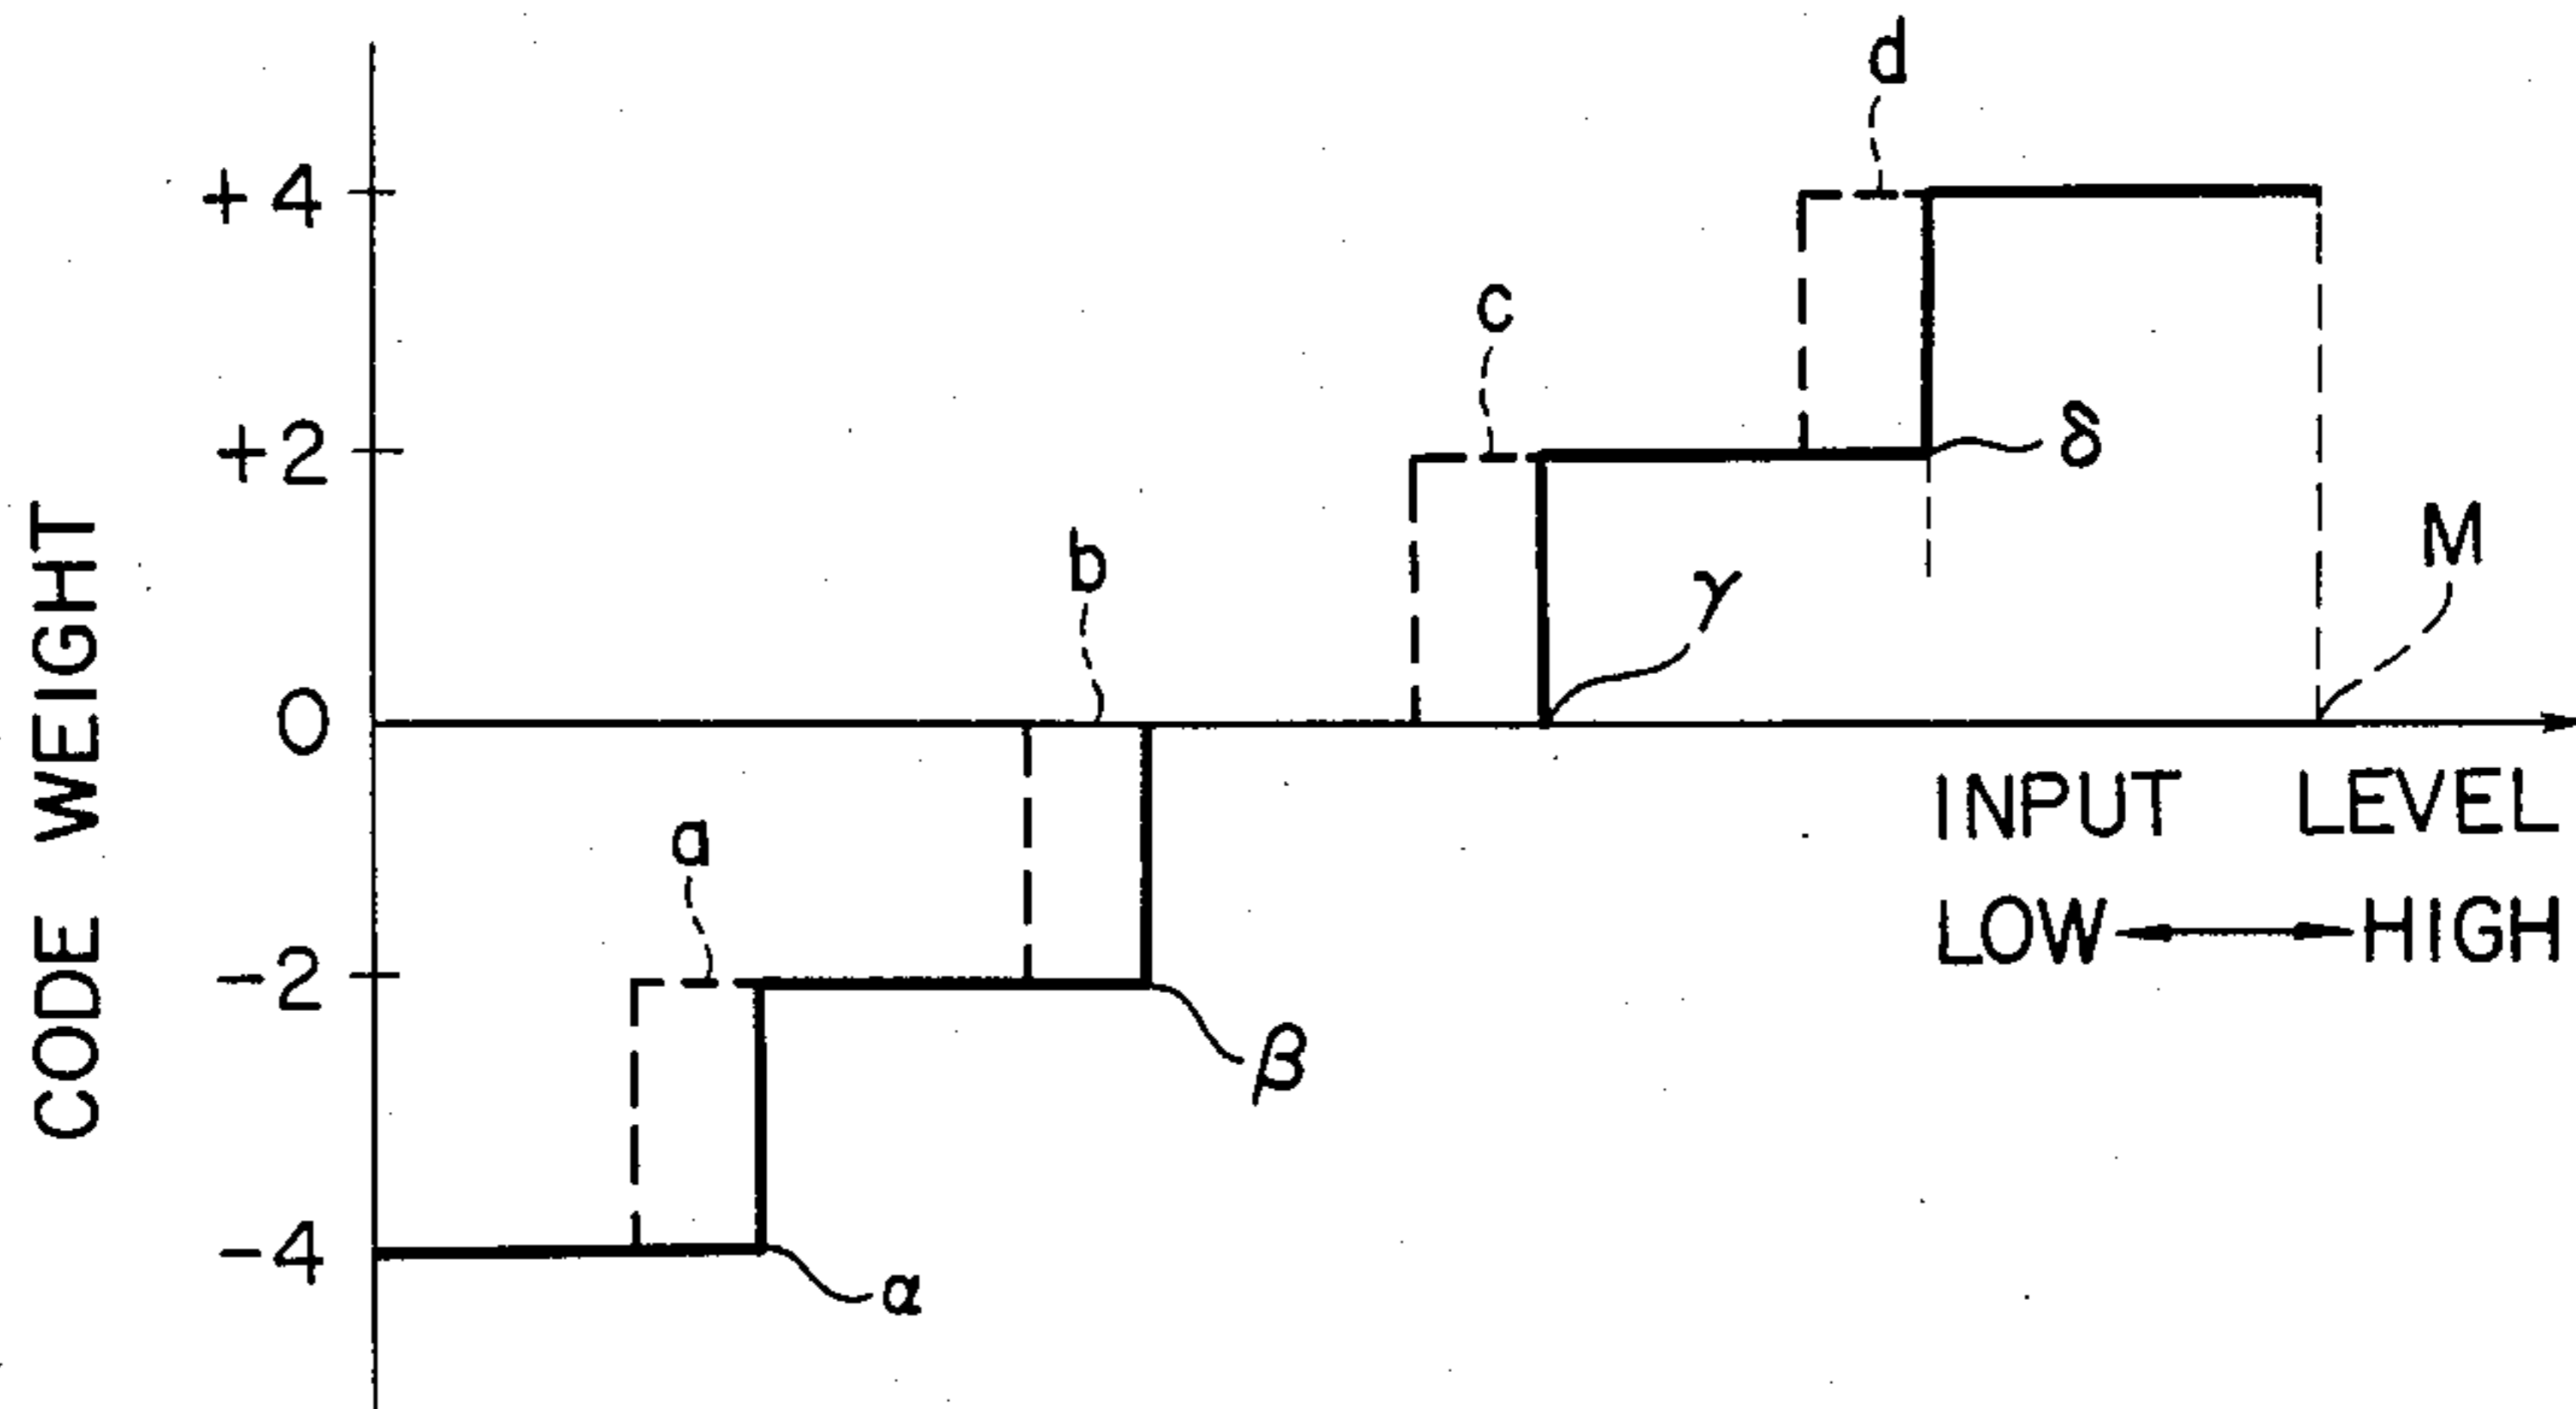 d
+4
c
+2
δ
M
b
γ
0
CODE WEIGHT
INPUT LEVEL
a
LOW HIGH
-2
β
-4
α